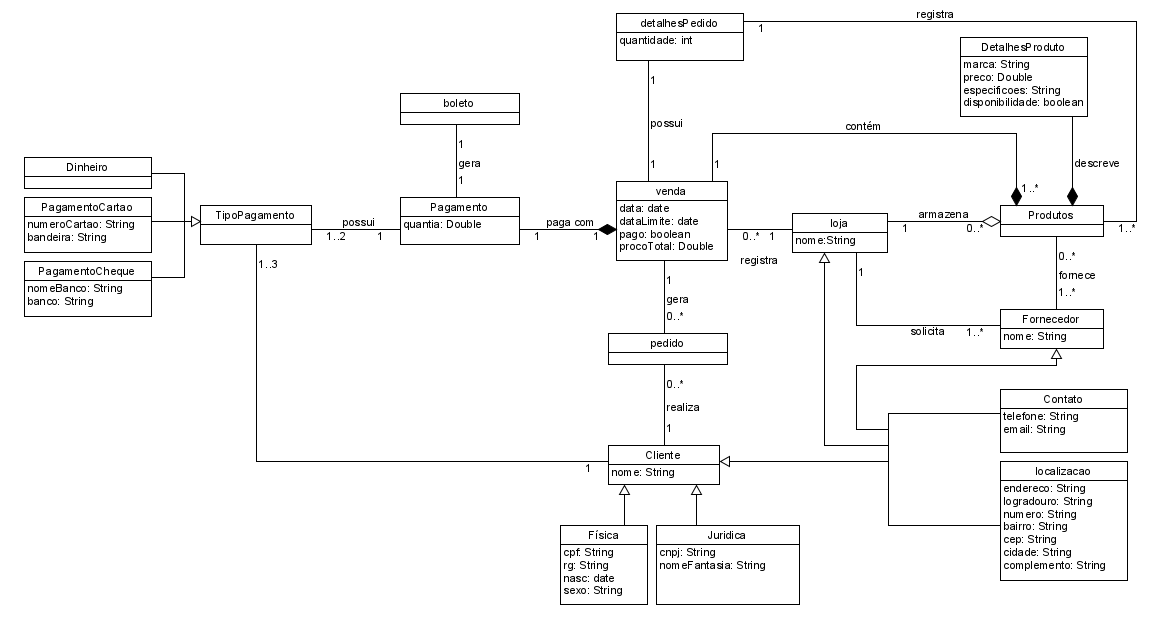 detalhesPedido
quantidade: int
1
registra
DetalhesProduto
marca: String
preco: Double
especificoes: String
disponibilidade: boolean
1
possui
1
contém
1
1..*
descreve
boleto
1
gera
1
Dinheiro
PagamentoCartao
numeroCartao: String
bandeira: String
PagamentoCheque
nomeBanco: String
banco: String
TipoPagamento
possui
1..2
1
Pagamento
quantia: Double
paga com
1
1
venda
data: date
dataLimite: date
pago: boolean
procoTotal: Double
0..*
1
registra
loja
nome:String
armazena
1
0..*
Produtos
1..*
0..*
fornece
1..*
Fornecedor
nome: String
1
solicita
1..*
1..3
1
gera
0..*
pedido
0..*
realiza
1
Cliente
nome: String
1
Contato
telefone: String
email: String
localizacao
endereco: String
logradouro: String
numero: String
bairro: String
cep: String
cidade: String
complemento: String
Física
cpf: String
rg: String
nasc: date
sexo: String
Juridica
cnpj: String
nomeFantasia: String